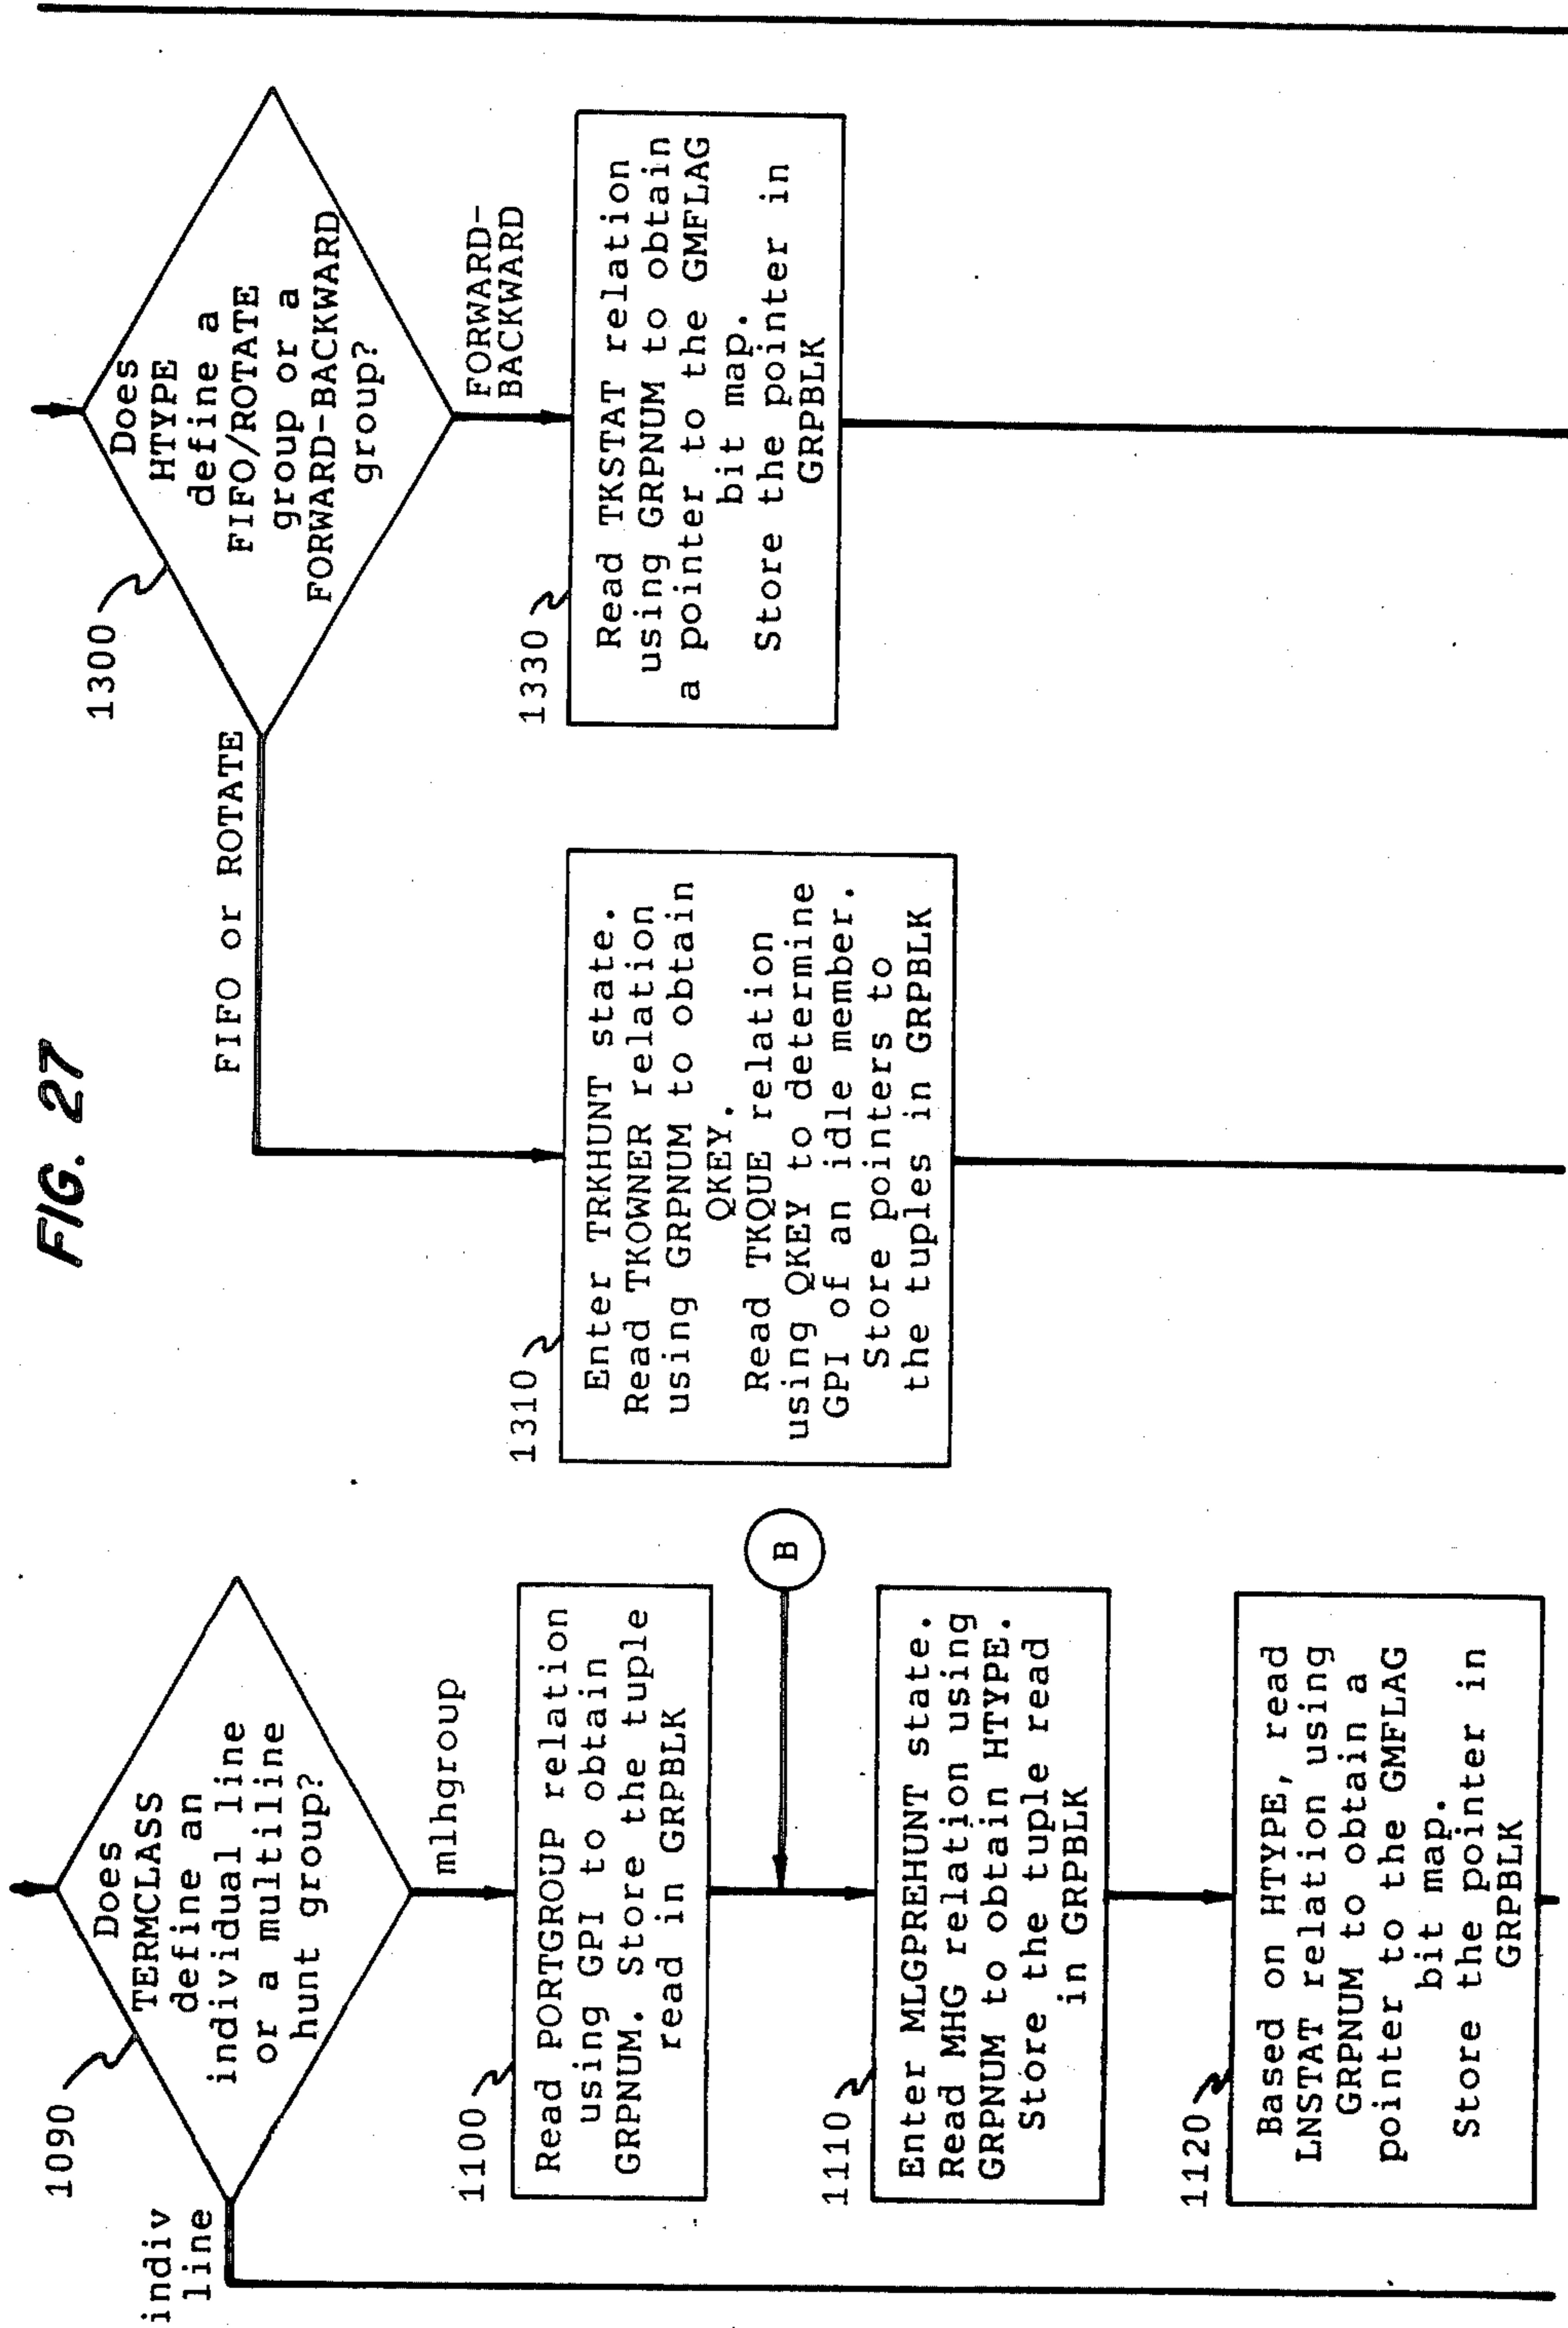 FIG. 27
1090
Does
TERMCLASS
define an
individual line
or a multiline
hunt group?
indiv
line
mlhgroup
1100
Read PORTGROUP relation
using GPI to obtain
GRPNUM. Store the tuple
read in GRPBLK
B
1110
Enter MLGPREHUNT state.
Read MHG relation using
GRPNUM to obtain HTYPE.
Store the tuple read
in GRPBLK
1120
Based on HTYPE, read
LNSTAT relation using
GRPNUM to obtain a
pointer to the GMFLAG
bit map.
Store the pointer in
GRPBLK
1300
Does
HTYPE
define a
FIFO/ROTATE
group or a
FORWARD-BACKWARD
group?
FIFO or ROTATE
FORWARD-
BACKWARD
1310
Enter TRKHUNT state.
Read TKOWNER relation
using GRPNUM to obtain
QKEY.
Read TKQUE relation
using QKEY to determine
GPI of an idle member.
Store pointers to
the tuples in GRPBLK
1330
Read TKSTAT relation
using GRPNUM to obtain
a pointer to the GMFLAG
bit map.
Store the pointer in
GRPBLK